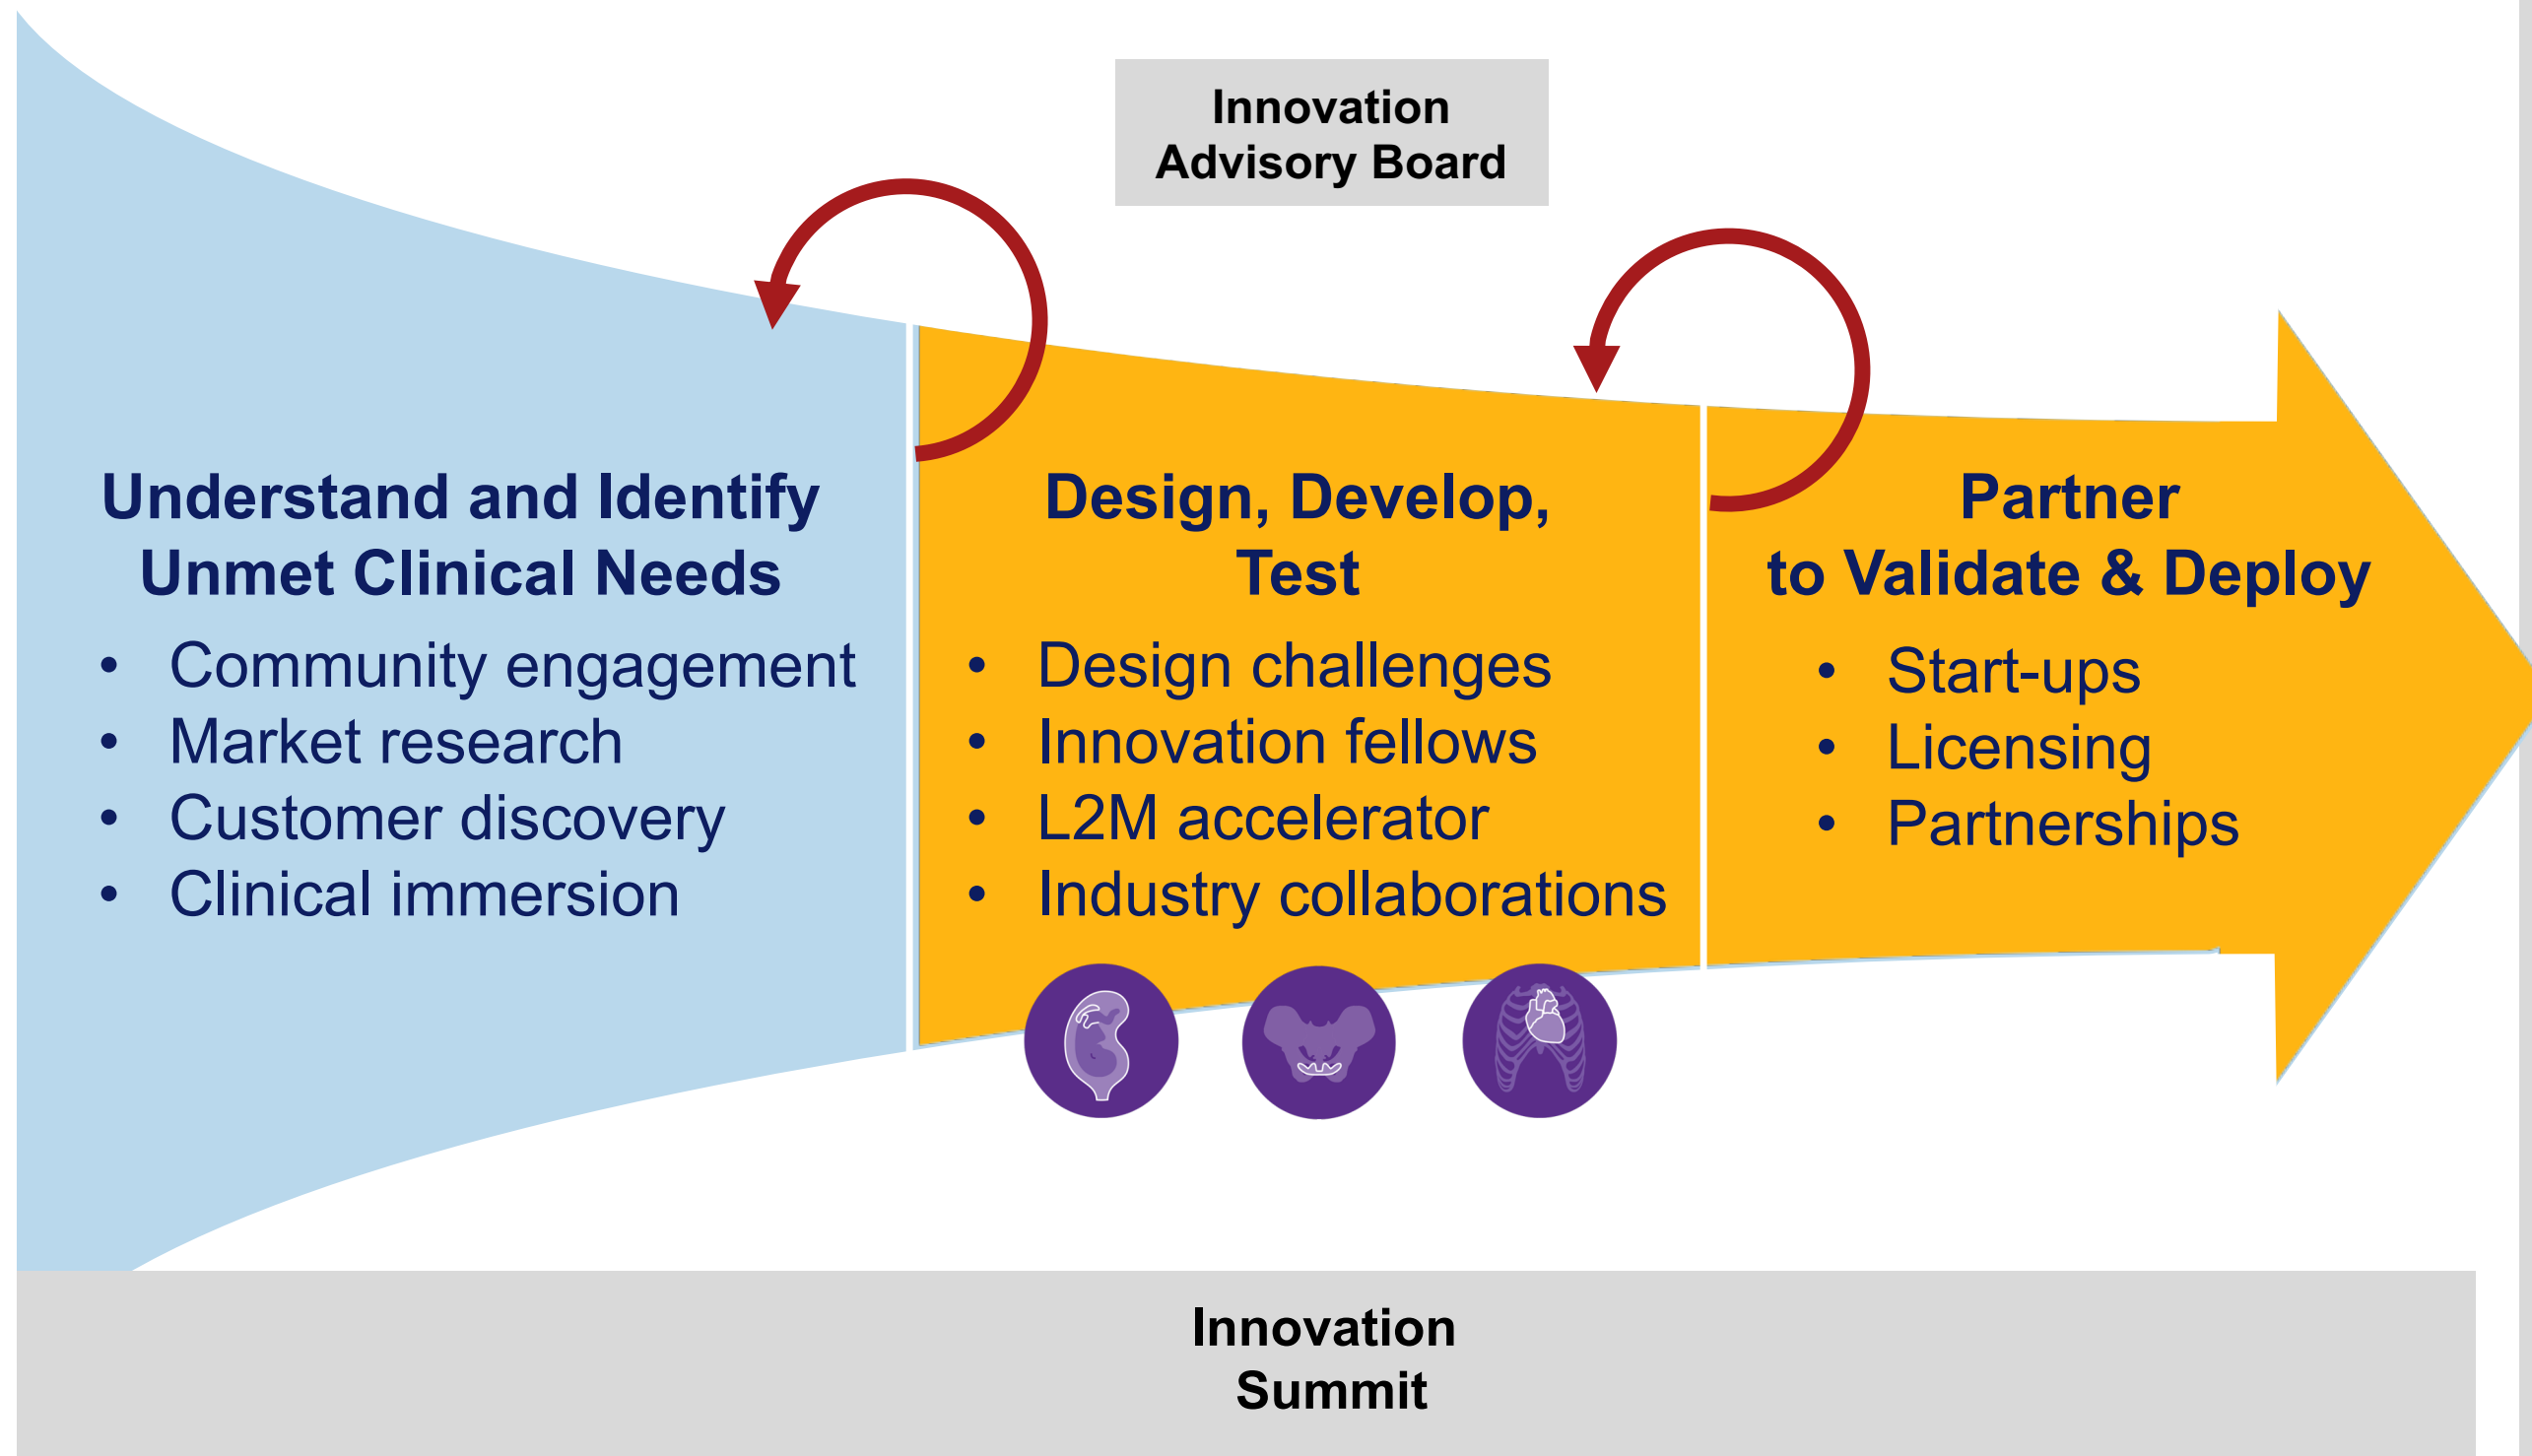 Innovation
Advisory Board
Understand and Identify
Unmet Clinical Needs
• Community engagement
• Market research
• Customer discovery
• Clinical immersion
Design, Develop,
Test
• Design challenges
• Innovation fellows
• L2M accelerator
• Industry collaborations
Partner
to Validate & Deploy
• Start-ups
• Licensing
• Partnerships
Innovation
Summit